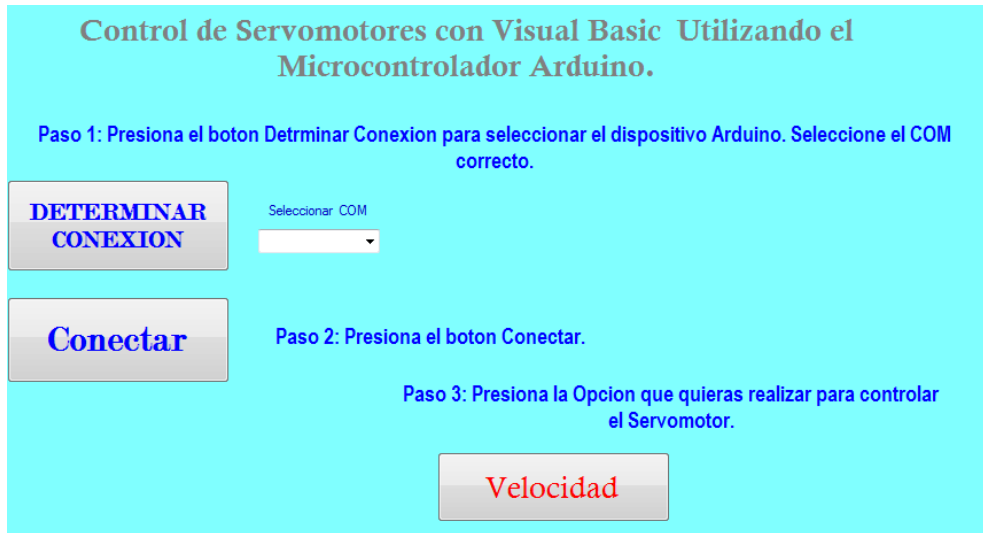 Control de Servomotores con Visual Basic Utilizando el
Microcontrolador Arduino.
Paso 1: Presiona el boton Detrminar Conexion para seleccionar el dispositivo Arduino. Seleccione el COM
correcto.
DETERMINAR
CONEXION
Seleccionar COM
Conectar
Paso 2: Presiona el boton Conectar.
Paso 3: Presiona la Opcion que quieras realizar para controlar
el Servomotor.
Velocidad